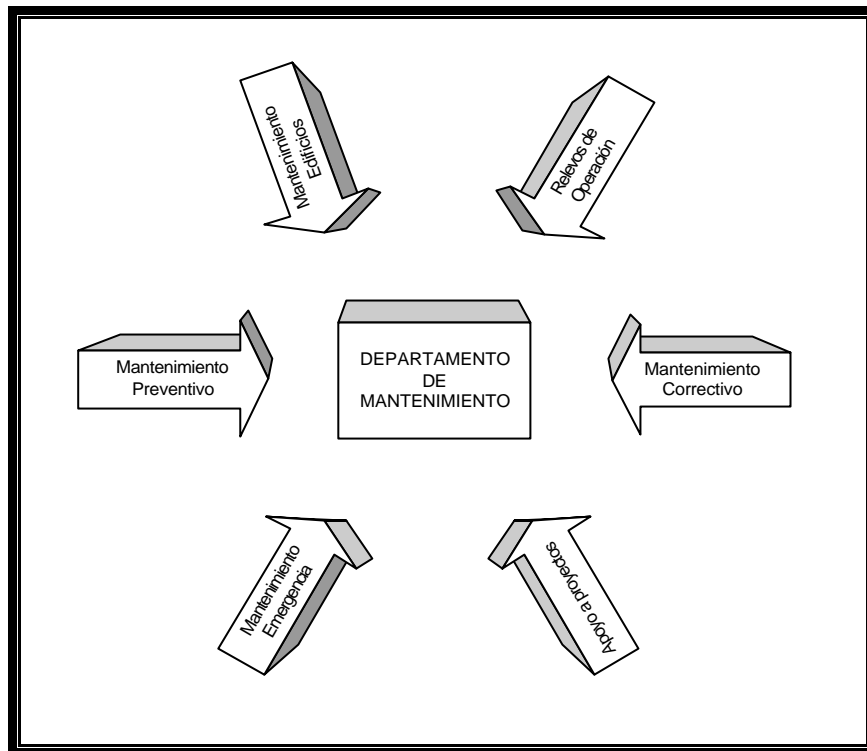 Mantenimiento
Edificios
Relevos de
Operación
Mantenimiento
Preventivo
DEPARTAMENTO
DE
MANTENIMIENTO
Mantenimiento
Correctivo
Mantenimiento
Emergencia
Apoyo a proyectos